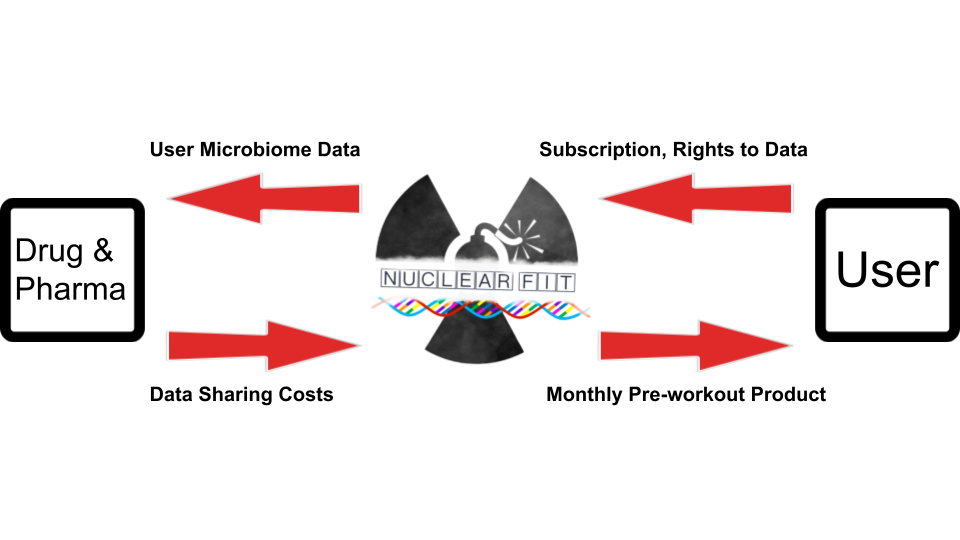 User Microbiome Data
Subscription, Rights to Data
Drug &
Pharma
NUCLEAR FIT
User
Data Sharing Costs
Monthly Pre-workout Product